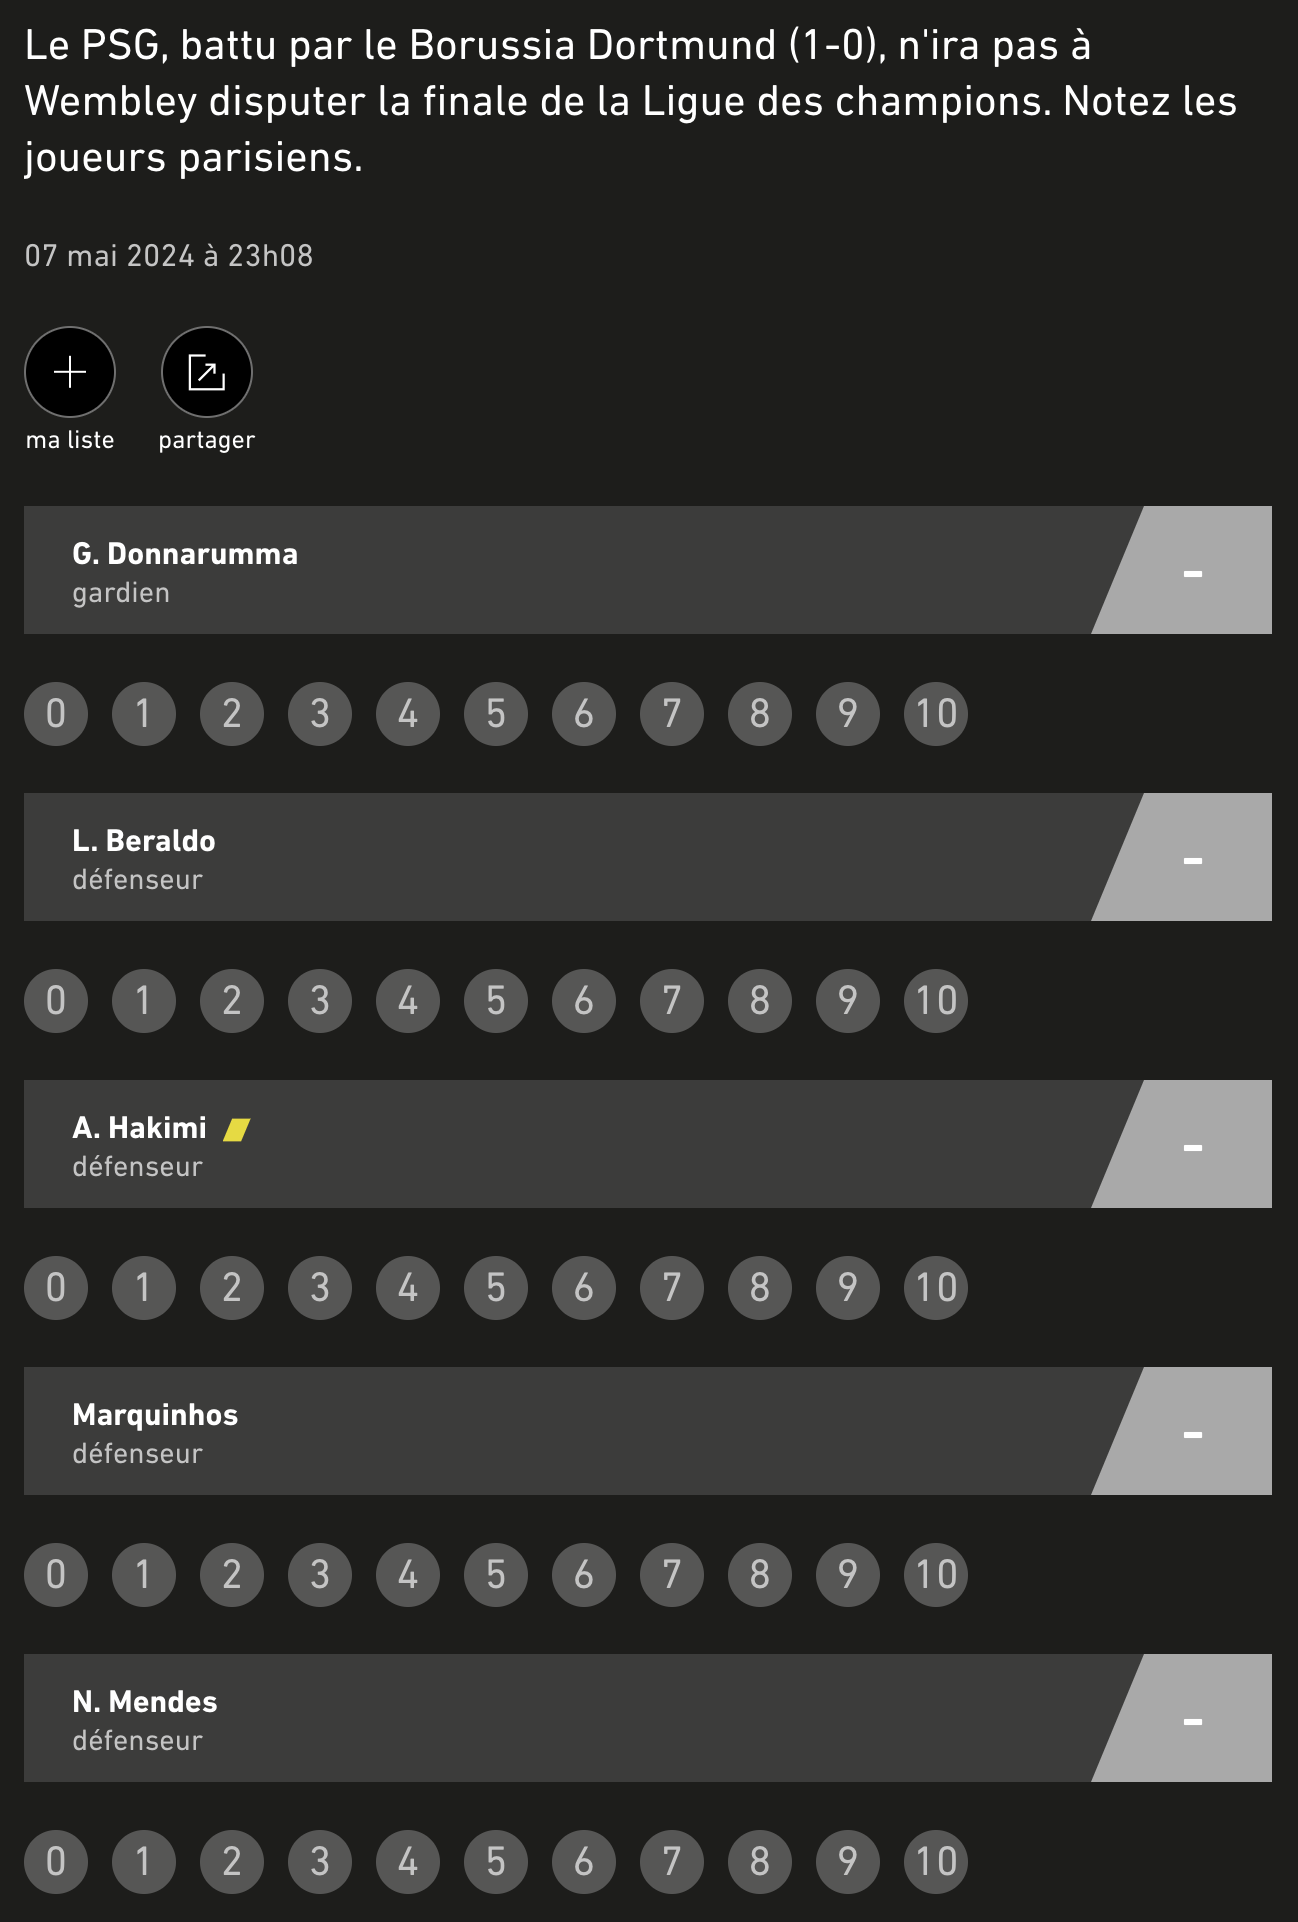 Le PSG, battu par le Borussia Dortmund (1-0), n'ira pas à
Wembley disputer la finale de la Ligue des champions. Notez les
joueurs parisiens.
07 mai 2024 à 23h08
ma liste partager
G. Donnarumma
gardien
-
0 1 2 3 4 5 6 7 8 9 10
L. Beraldo
défenseur
-
0 1 2 3 4 5 6 7 8 9 10
A. Hakimi
défenseur
-
0 1 2 3 4 5 6 7 8 9 10
Marquinhos
défenseur
-
0 1 2 3 4 5 6 7 8 9 10
N. Mendes
défenseur
-
0 1 2 3 4 5 6 7 8 9 10